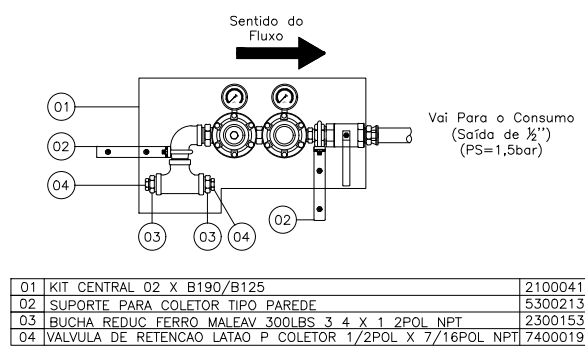 Sentido do
Fluxo
01
02
04
03
03
04
02
Vai Para o Consumo
(Saída de ½'')
(PS=1,5bar)
01 KIT CENTRAL 02 X B190/B125 2100041
02 SUPORTE PARA COLETOR TIPO PAREDE 5300213
03 BUCHA REDUC FERRO MALEAV 300LBS 3 4 X 1 2POL NPT 2300153
04 VALVULA DE RETENCAO LATAO P COLETOR 1/2POL X 7/16POL NPT 7400019